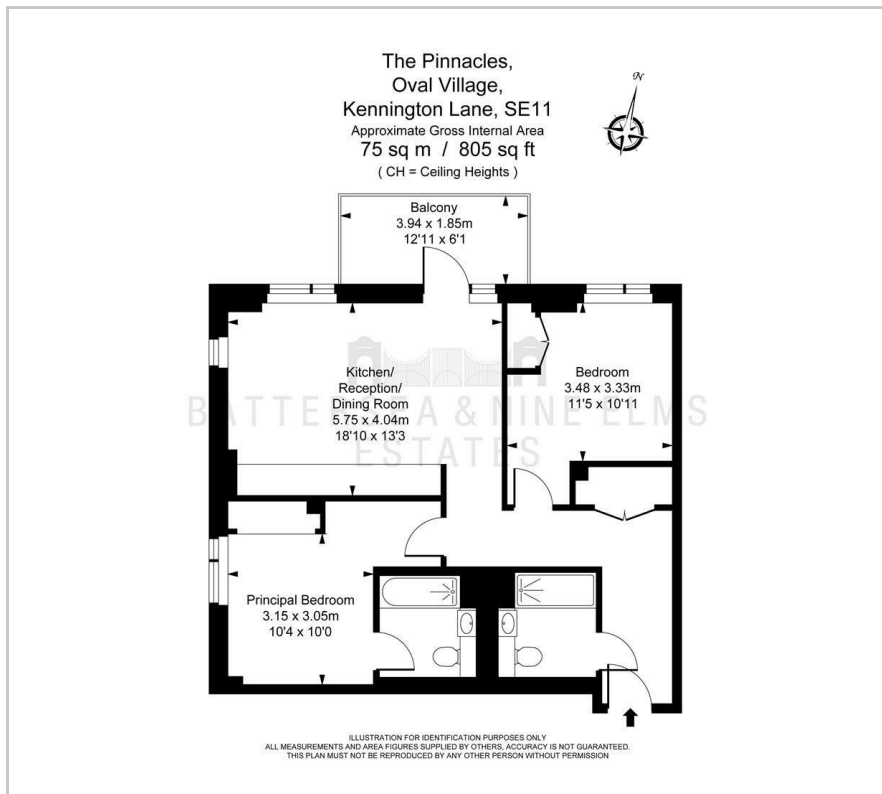 The Pinnacles,
Oval Village,
Kennington Lane, SE11
Approximate Gross Internal Area
75 sq m / 805 sq ft
( CH = Ceiling Heights )
N
Balcony
3.94 x 1.85m
12'11 x 6'1
Kitchen/
Reception/
Dining Room
5.75 x 4.04m
18'10 x 13'3
Bedroom
3.48 x 3.33m
11'5 x 10'11
BATTERSEA & NINE ELMS
ESTATES
Principal Bedroom
3.15 x 3.05m
10'4 x 10'0
ILLUSTRATION FOR IDENTIFICATION PURPOSES ONLY
ALL MEASUREMENTS AND AREA FIGURES SUPPLIED BY OTHERS, ACCURACY IS NOT GUARANTEED.
THIS PLAN MUST NOT BE REPRODUCED BY ANY OTHER PERSON WITHOUT PERMISSION